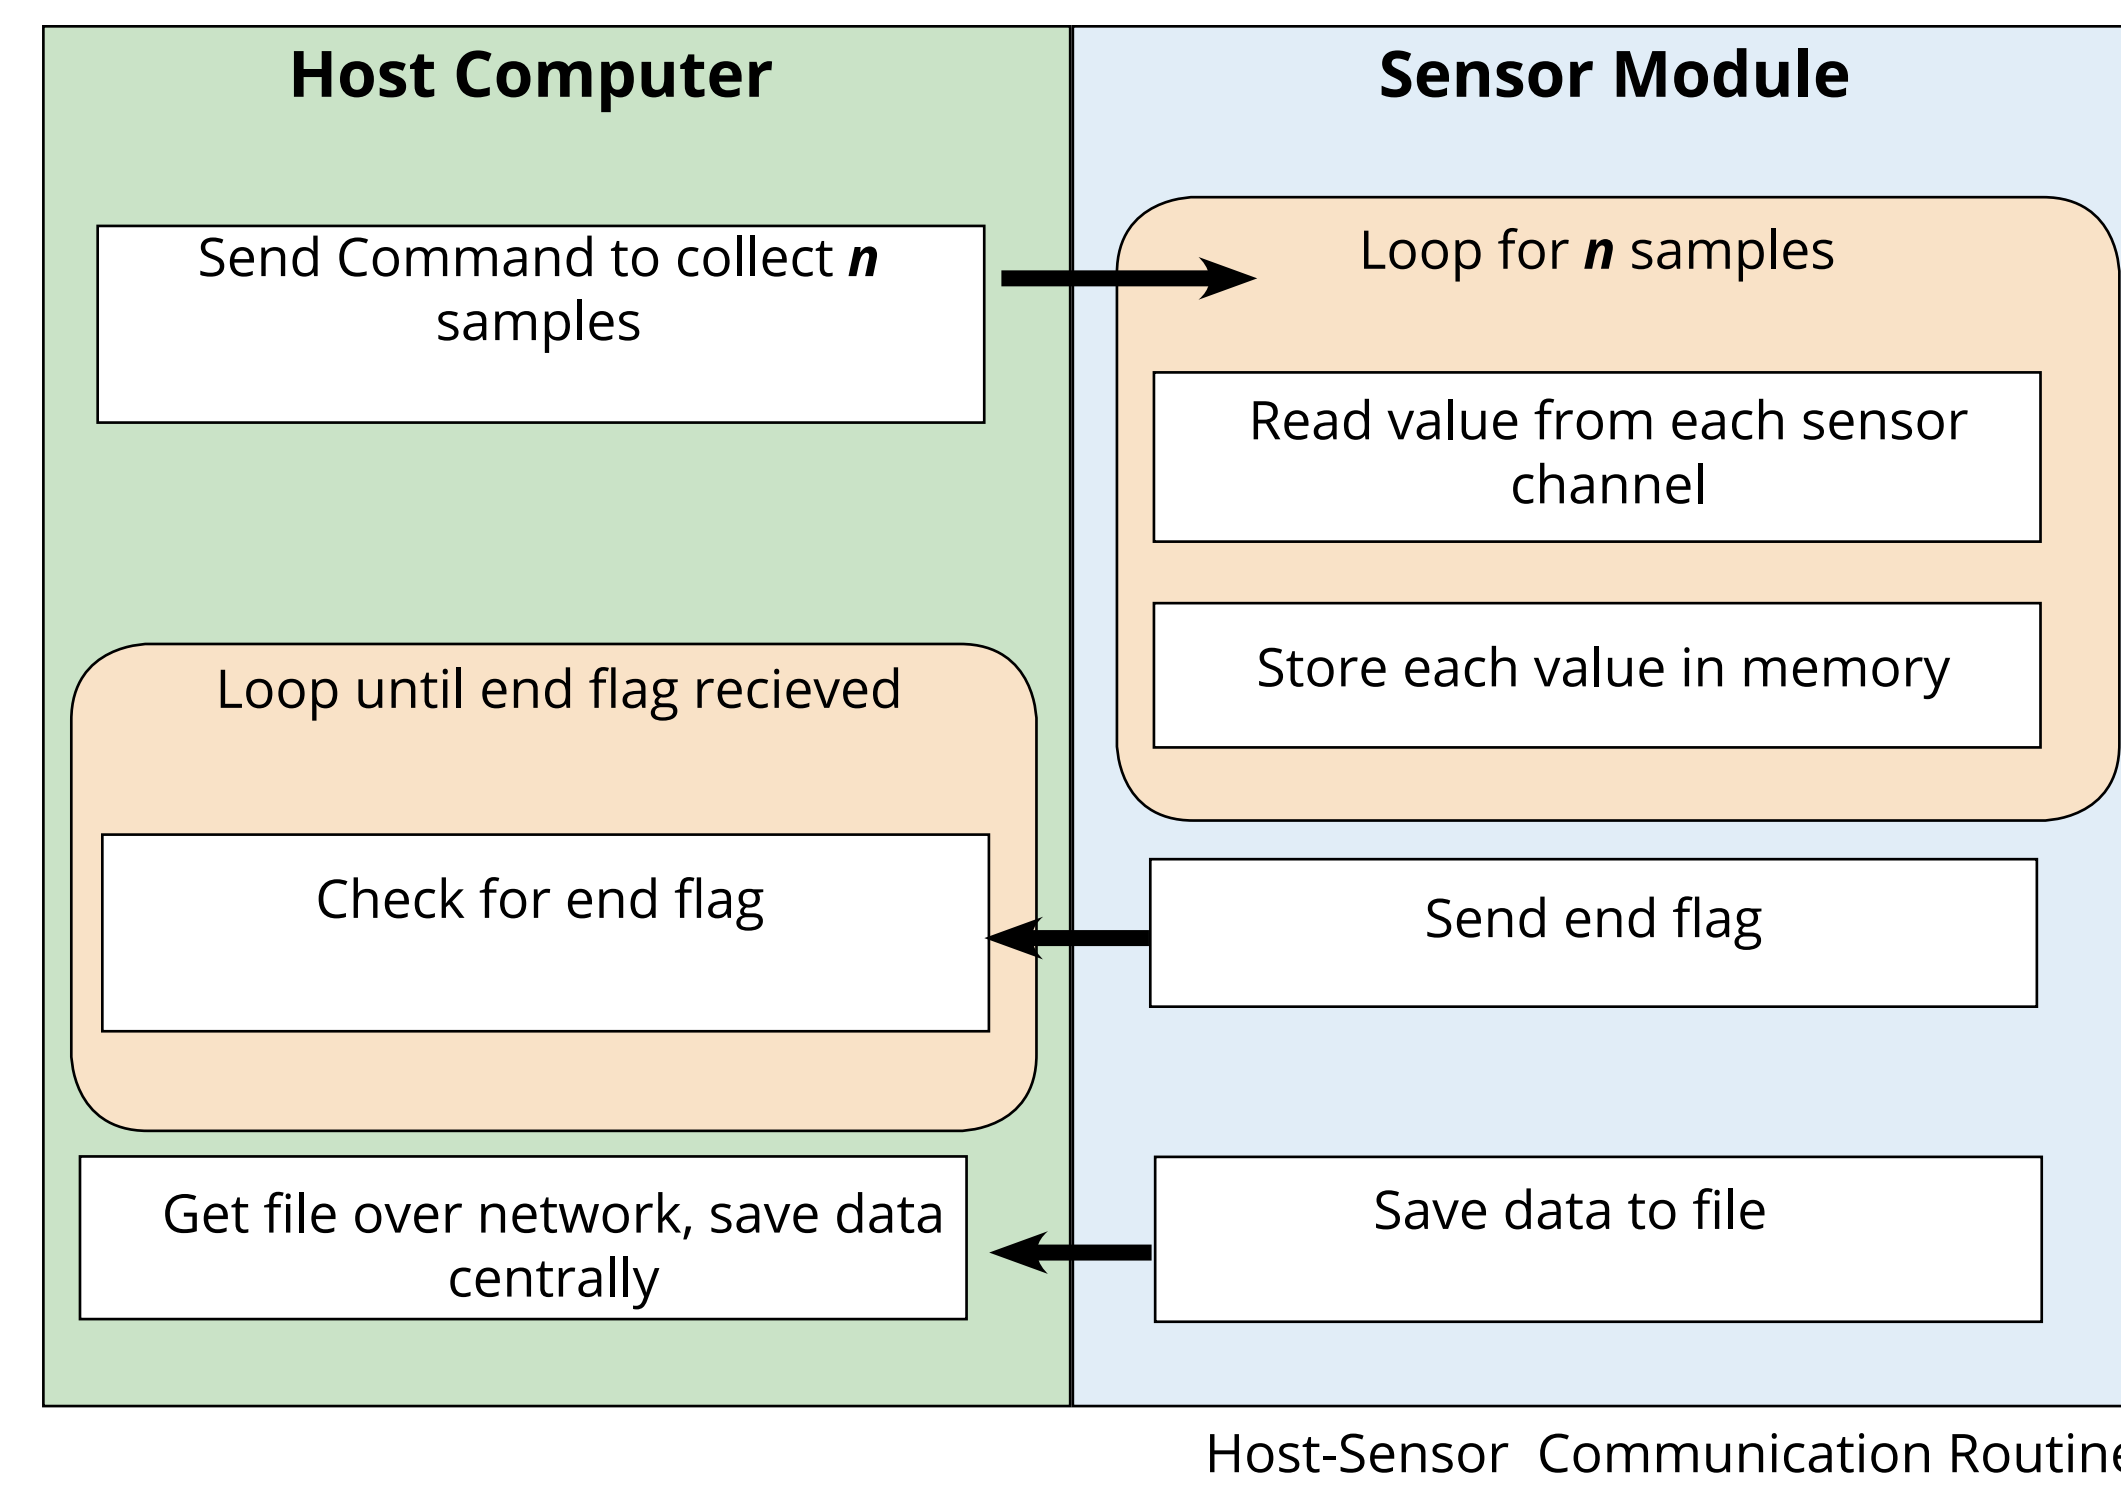 Host Computer
Sensor Module
Send Command to collect n
samples
Loop for n samples
Read value from each sensor
channel
Store each value in memory
Loop until end flag recieved
Check for end flag
Send end flag
Get file over network, save data
centrally
Save data to file
Host-Sensor  Communication Routine